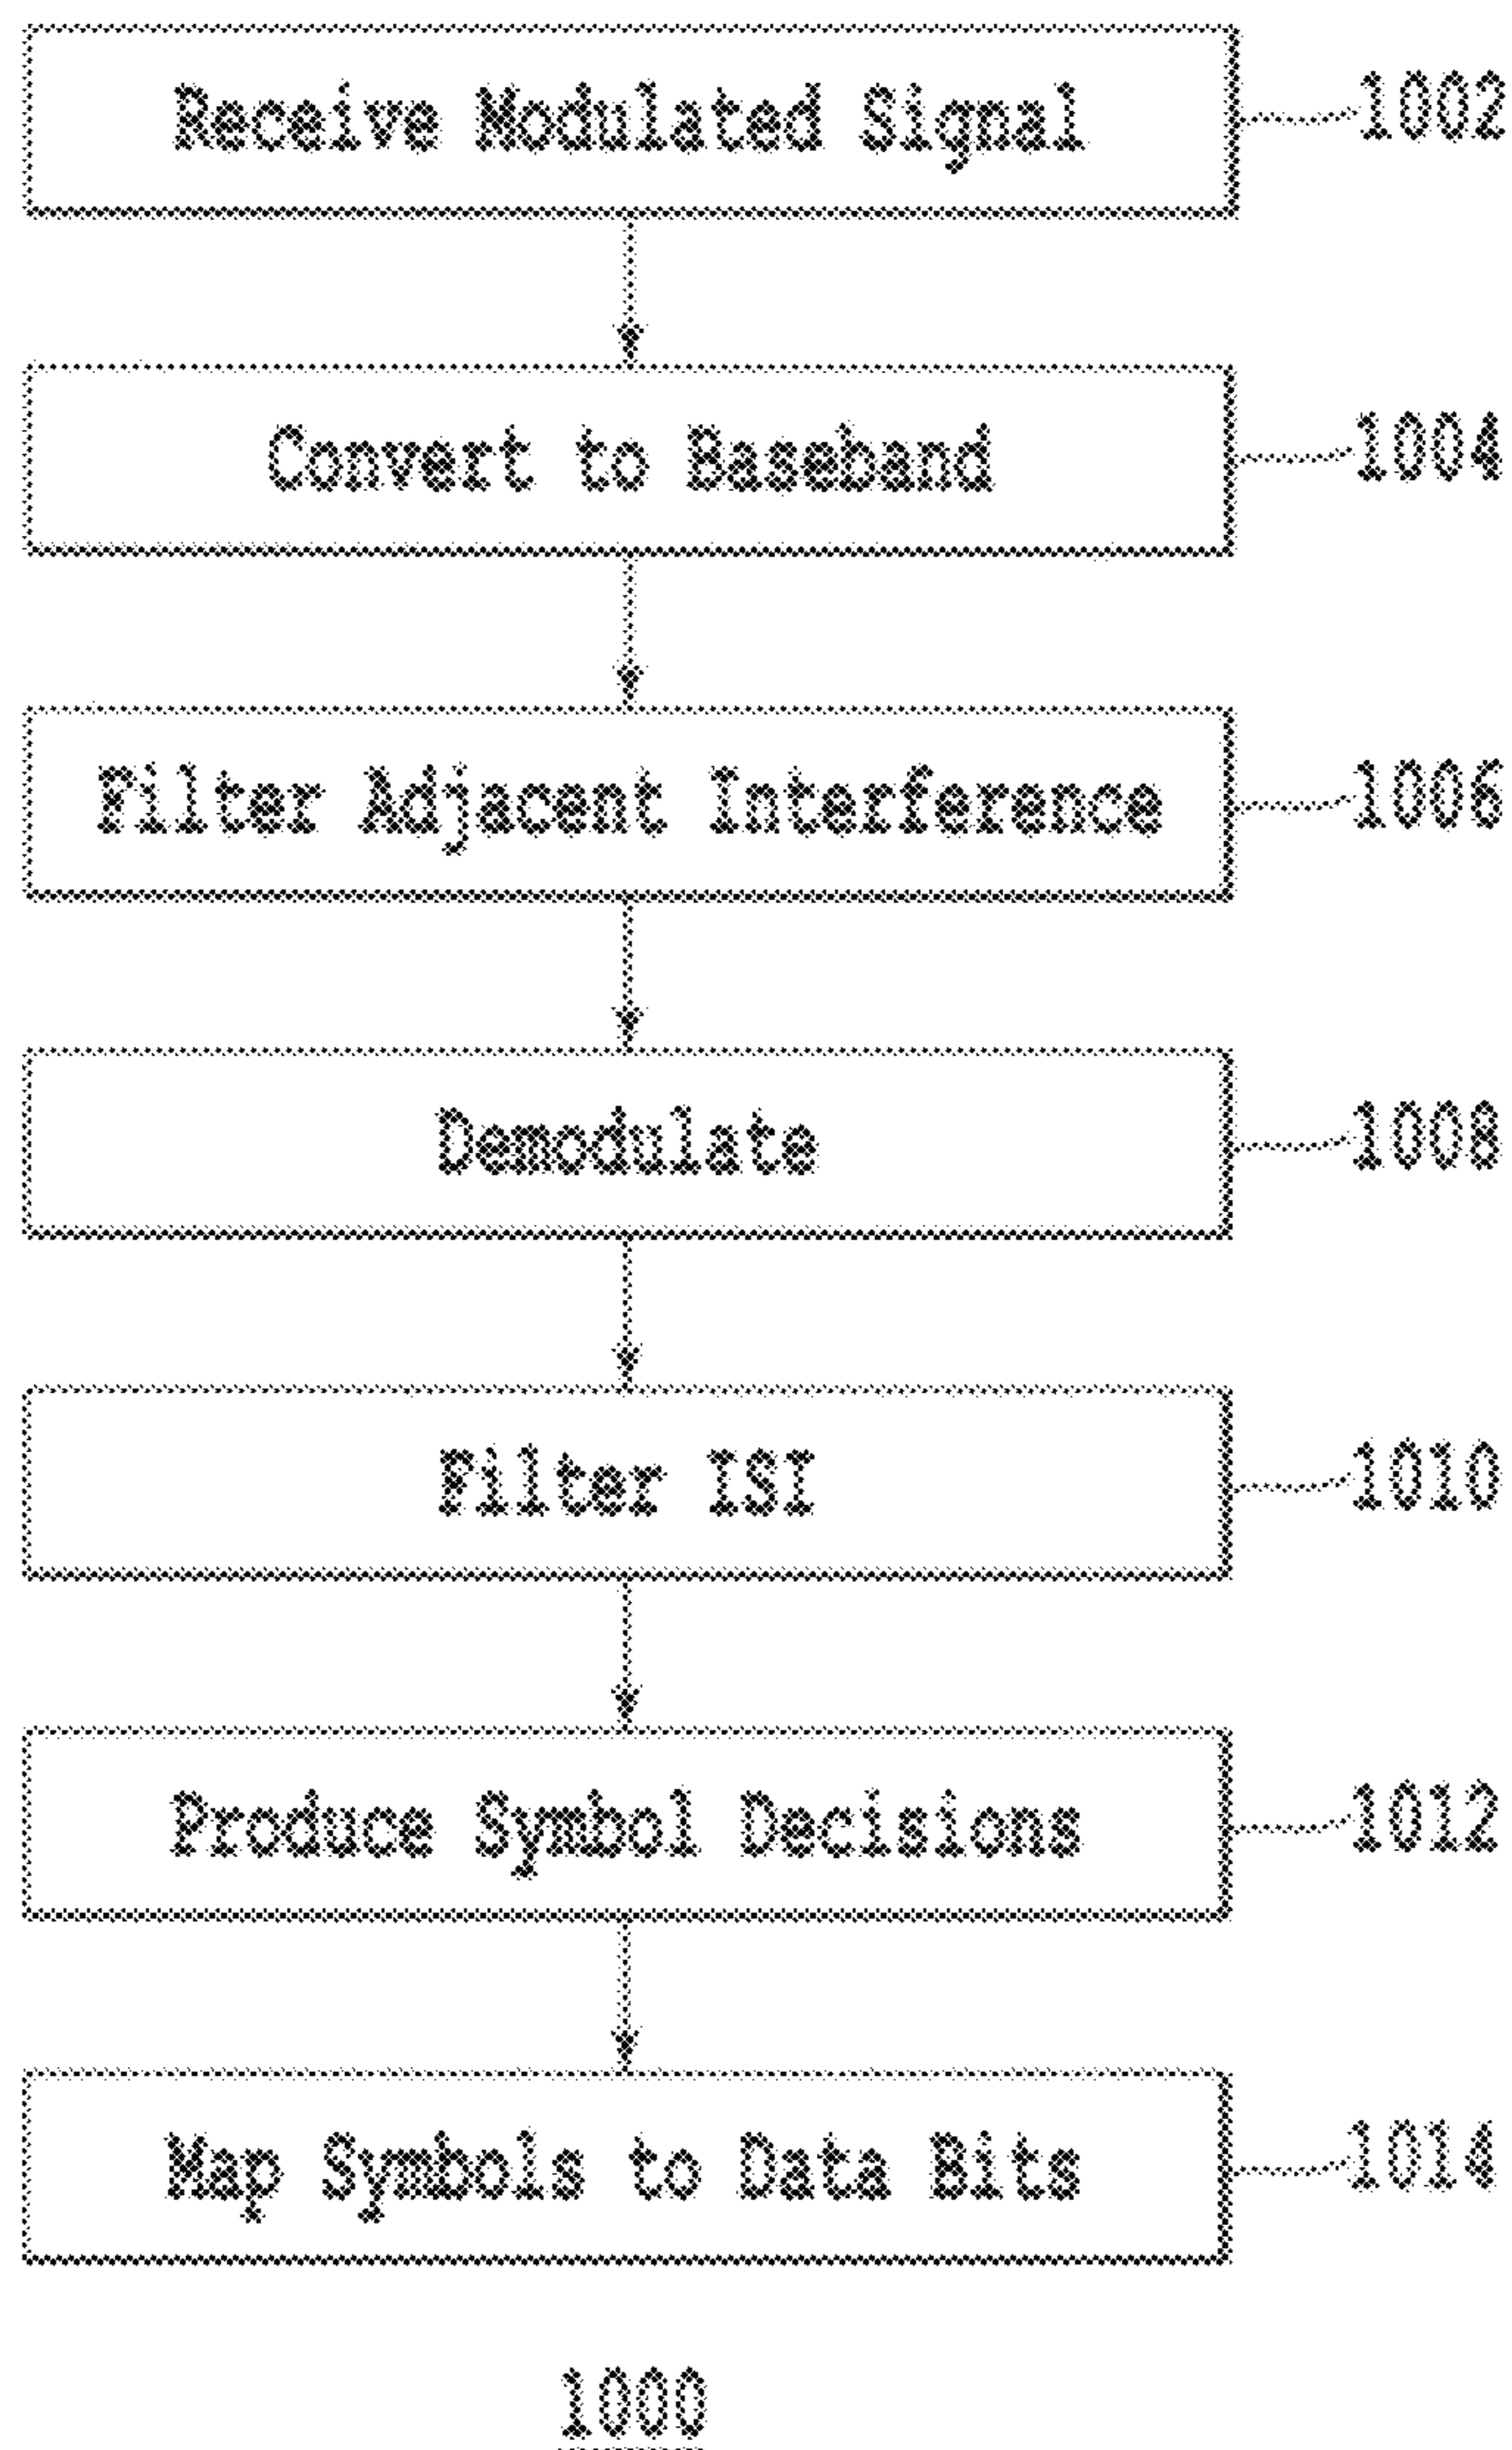 Receive Modulated Signal 1002
Convert to Baseband 1004
Filter Adjacent Interference 1006
Demodulate 1008
Filter ISI 1010
Produce Symbol Decisions 1012
Map Symbols to Data Bits 1014
1000